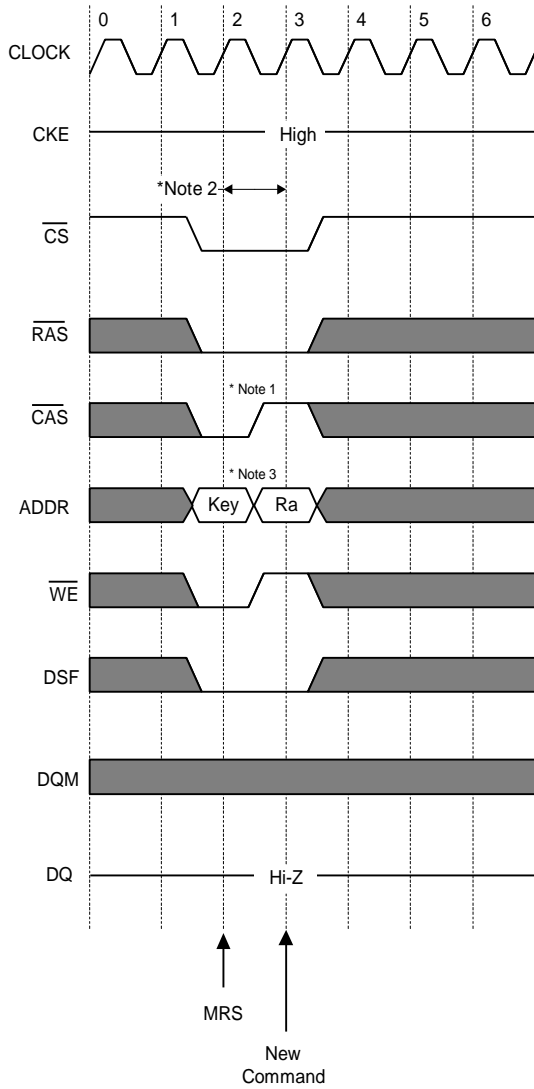 0 1 2 3 4 5 6
CLOCK
CKE High
*Note 2
CS
RAS
* Note 1
CAS
* Note 3
ADDR Key Ra
WE
DSF
DQM
DQ Hi-Z
MRS
New
Command